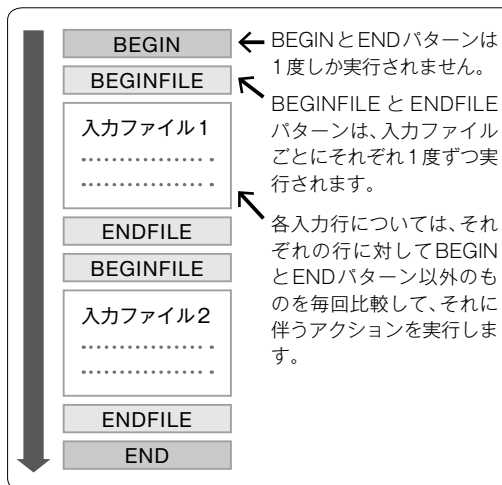 BEGIN
BEGINFILE
入力ファイル1
ENDFILE
BEGINFILE
入力ファイル2
ENDFILE
END
BEGINとENDパターンは
1度しか実行されません。
BEGINFILE と ENDFILE
パターンは、入力ファイル
ごとにそれぞれ1度ずつ実
行されます。
各入力行については、それ
ぞれの行に対してBEGIN
とENDパターン以外のも
のを毎回比較して、それに
伴うアクションを実行しま
す。